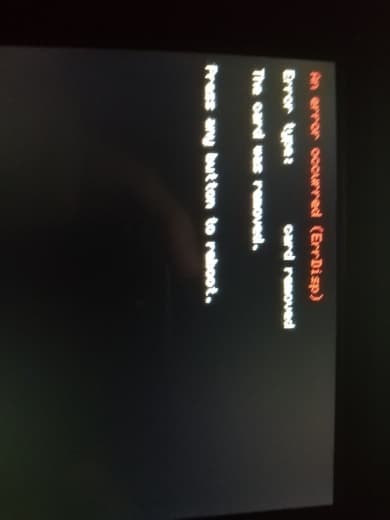 An error occurred (ErrDisp)
Error type: card removed
The card was removed.
Press any button to reboot.